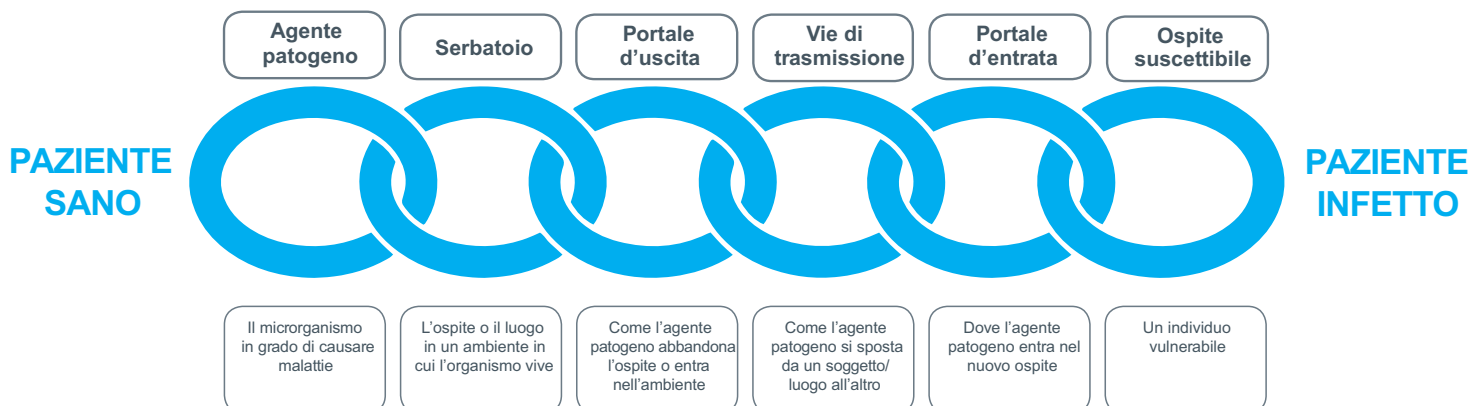 Agente
patogeno
Serbatoio
Portale
d’uscita
Vie di
trasmissione
Portale
d’entrata
Ospite
suscettibile
PAZIENTE
SANO
PAZIENTE
INFETTO
Il microrganismo
in grado di causare
malattie
L’ospite o il luogo
in un ambiente in
cui l’organismo vive
Come l’agente
patogeno abbandona
l’ospite o entra
nell’ambiente
Come l’agente
patogeno si sposta
da un soggetto/
luogo all’altro
Dove l’agente
patogeno entra nel
nuovo ospite
Un individuo
vulnerabile